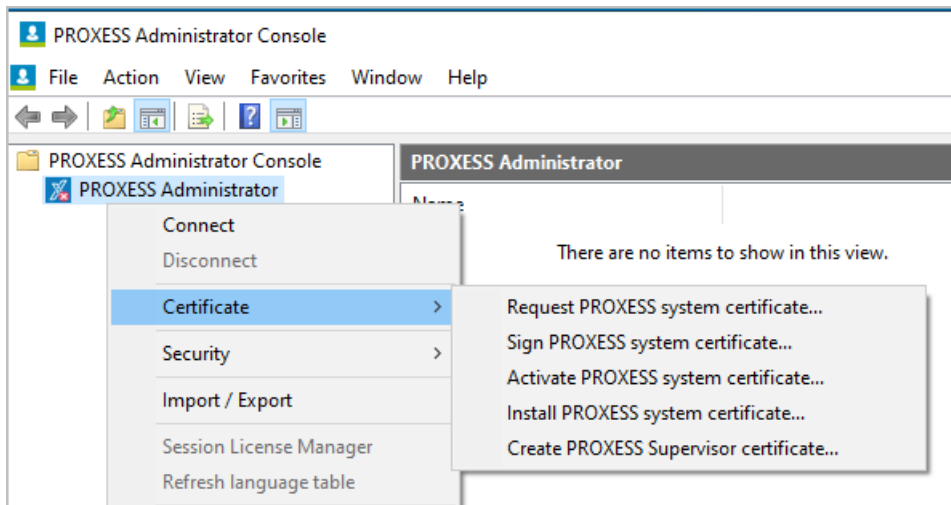 PROXESS Administrator Console
File Action View Favorites Window Help
PROXESS Administrator Console
PROXESS Administrator
PROXESS Administrator
Name
There are no items to show in this view.
Connect
Disconnect
Certificate
Security
Import / Export
Session License Manager
Refresh language table
Request PROXESS system certificate...
Sign PROXESS system certificate...
Activate PROXESS system certificate...
Install PROXESS system certificate...
Create PROXESS Supervisor certificate...